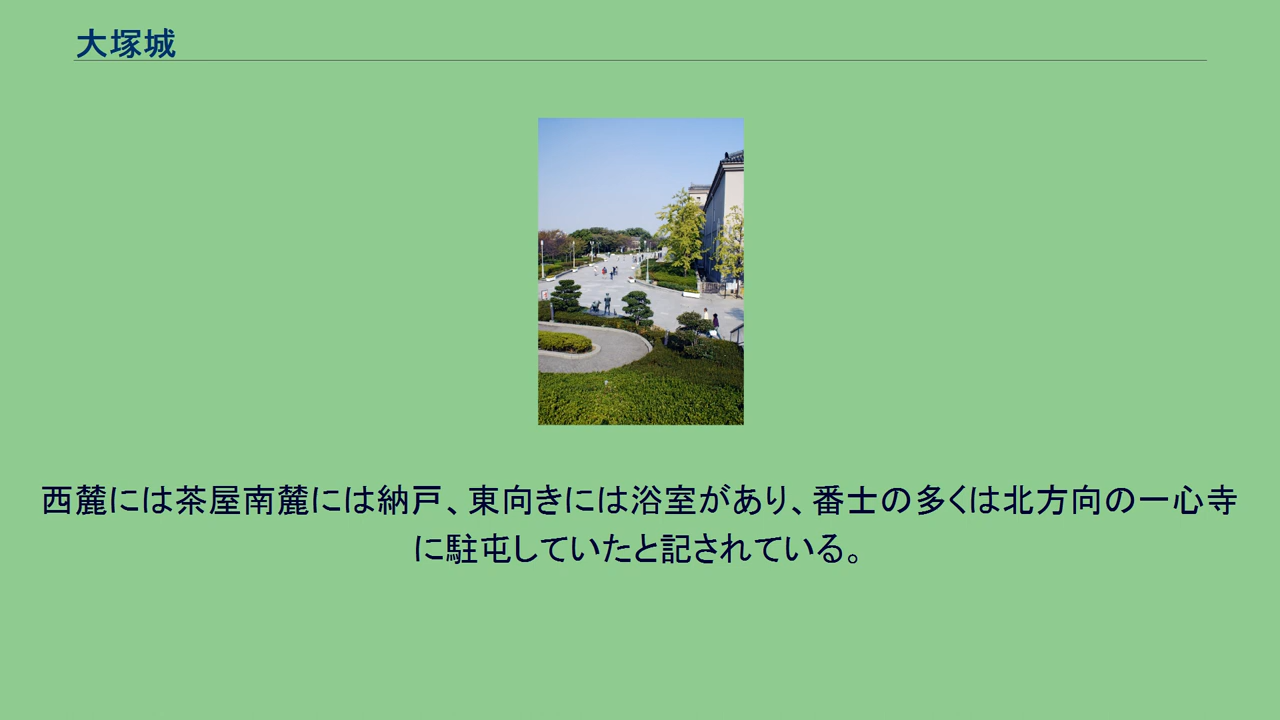 大塚城
西麓には茶屋南麓には納戸、東向きには浴室があり、番士の多くは北方向の一心寺
に駐屯していたと記されている。